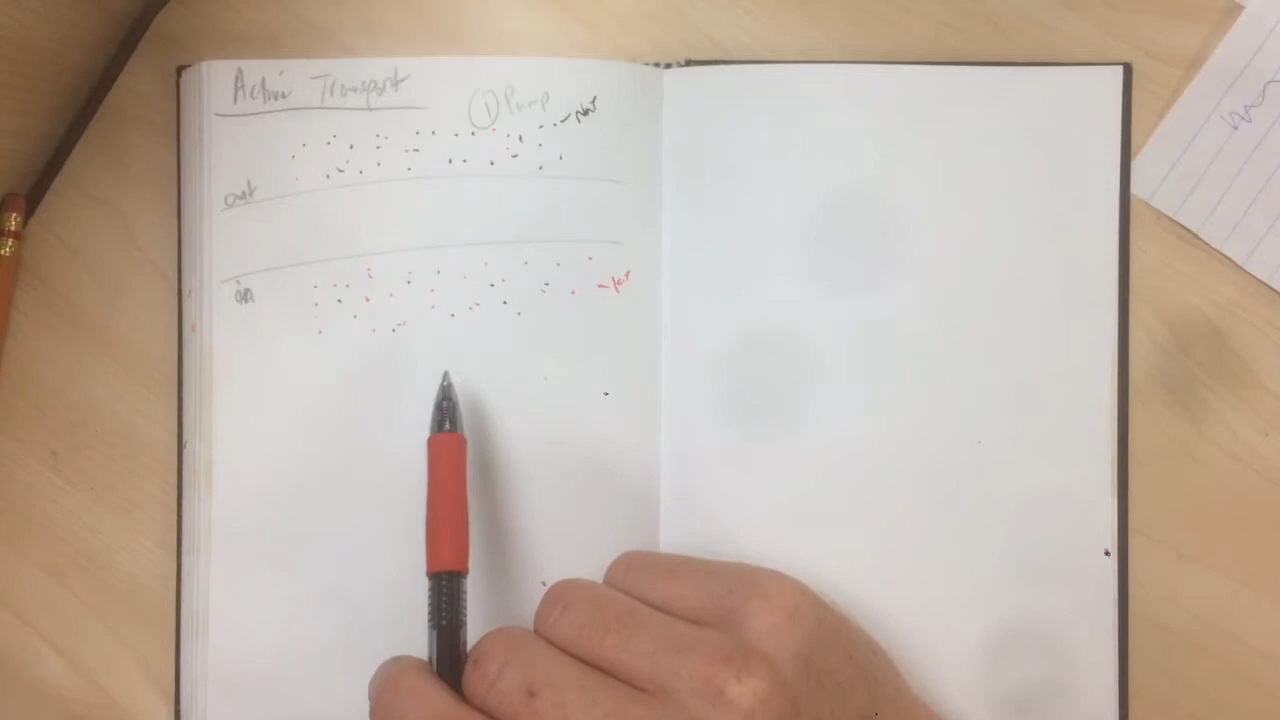 Active Transport
① Pump
Na+
out
in
K+